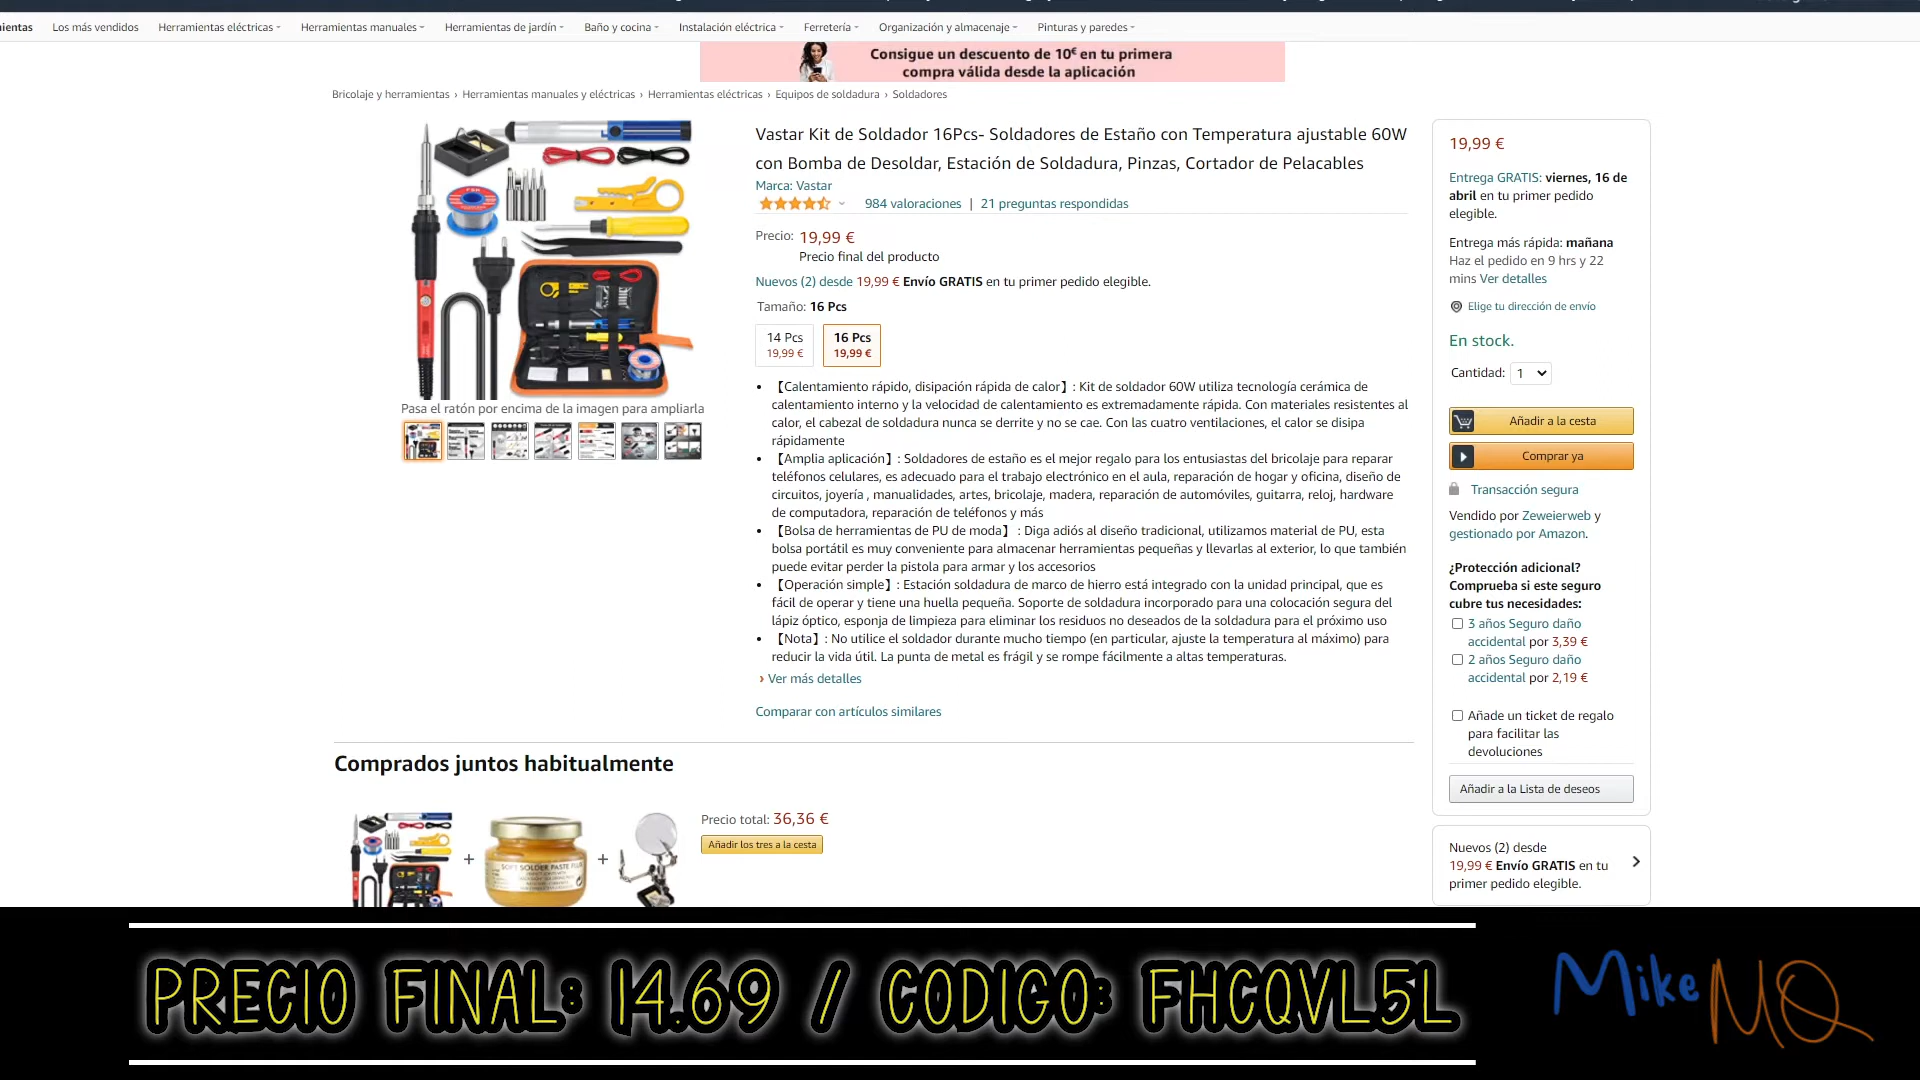 ientas Los más vendidos Herramientas eléctricas Herramientas manuales Herramientas de jardín Baño y cocina Instalación eléctrica Ferretería Organización y almacenaje Pinturas y paredes
Consigue un descuento de 10€ en tu primera
compra válida desde la aplicación
Bricolaje y herramientas › Herramientas manuales y eléctricas › Herramientas eléctricas › Equipos de soldadura › Soldadores
Pasa el ratón por encima de la imagen para ampliarla
Vastar Kit de Soldador 16Pcs- Soldadores de Estaño con Temperatura ajustable 60W
con Bomba de Desoldar, Estación de Soldadura, Pinzas, Cortador de Pelacables
Marca: Vastar
984 valoraciones | 21 preguntas respondidas
Precio: 19,99 €
Precio final del producto
Nuevos (2) desde 19,99 € Envío GRATIS en tu primer pedido elegible.
Tamaño: 16 Pcs
14 Pcs 16 Pcs
19,99 € 19,99 €
• 【Calentamiento rápido, disipación rápida de calor】: Kit de soldador 60W utiliza tecnología cerámica de
calentamiento interno y la velocidad de calentamiento es extremadamente rápida. Con materiales resistentes al
calor, el cabezal de soldadura nunca se derrite y no se cae. Con las cuatro ventilaciones, el calor se disipa
rápidamente
• 【Amplia aplicación】: Soldadores de estaño es el mejor regalo para los entusiastas del bricolaje para reparar
teléfonos celulares, es adecuado para el trabajo electrónico en el aula, reparación de hogar y oficina, diseño de
circuitos, joyería , manualidades, artes, bricolaje, madera, reparación de automóviles, guitarra, reloj, hardware
de computadora, reparación de teléfonos y más
• 【Bolsa de herramientas de PU de moda】 : Diga adiós al diseño tradicional, utilizamos material de PU, esta
bolsa portátil es muy conveniente para almacenar herramientas pequeñas y llevarlas al exterior, lo que también
puede evitar perder la pistola para armar y los accesorios
• 【Operación simple】: Estación soldadura de marco de hierro está integrado con la unidad principal, que es
fácil de operar y tiene una huella pequeña. Soporte de soldadura incorporado para una colocación segura del
lápiz óptico, esponja de limpieza para eliminar los residuos no deseados de la soldadura para el próximo uso
• 【Nota】: No utilice el soldador durante mucho tiempo (en particular, ajuste la temperatura al máximo) para
reducir la vida útil. La punta de metal es frágil y se rompe fácilmente a altas temperaturas.
› Ver más detalles
Comparar con artículos similares
19,99 €
Entrega GRATIS: viernes, 16 de
abril en tu primer pedido
elegible.
Entrega más rápida: mañana
Haz el pedido en 9 hrs y 22
mins Ver detalles
Elige tu dirección de envío
En stock.
Cantidad: 1
Añadir a la cesta
Comprar ya
Transacción segura
Vendido por Zeweierweb y
gestionado por Amazon.
¿Protección adicional?
Comprueba si este seguro
cubre tus necesidades:
3 años Seguro daño
accidental por 3,39 €
2 años Seguro daño
accidental por 2,19 €
Añade un ticket de regalo
para facilitar las
devoluciones
Añadir a la Lista de deseos
Nuevos (2) desde
19,99 € Envío GRATIS en tu
primer pedido elegible.
Comprados juntos habitualmente
SOFT SOLDER PASTE FLUX
+ +
Precio total: 36,36 €
Añadir los tres a la cesta
PRECIO FINAL: 14.69 / CODIGO: FHCQVL5L
Mike MQ